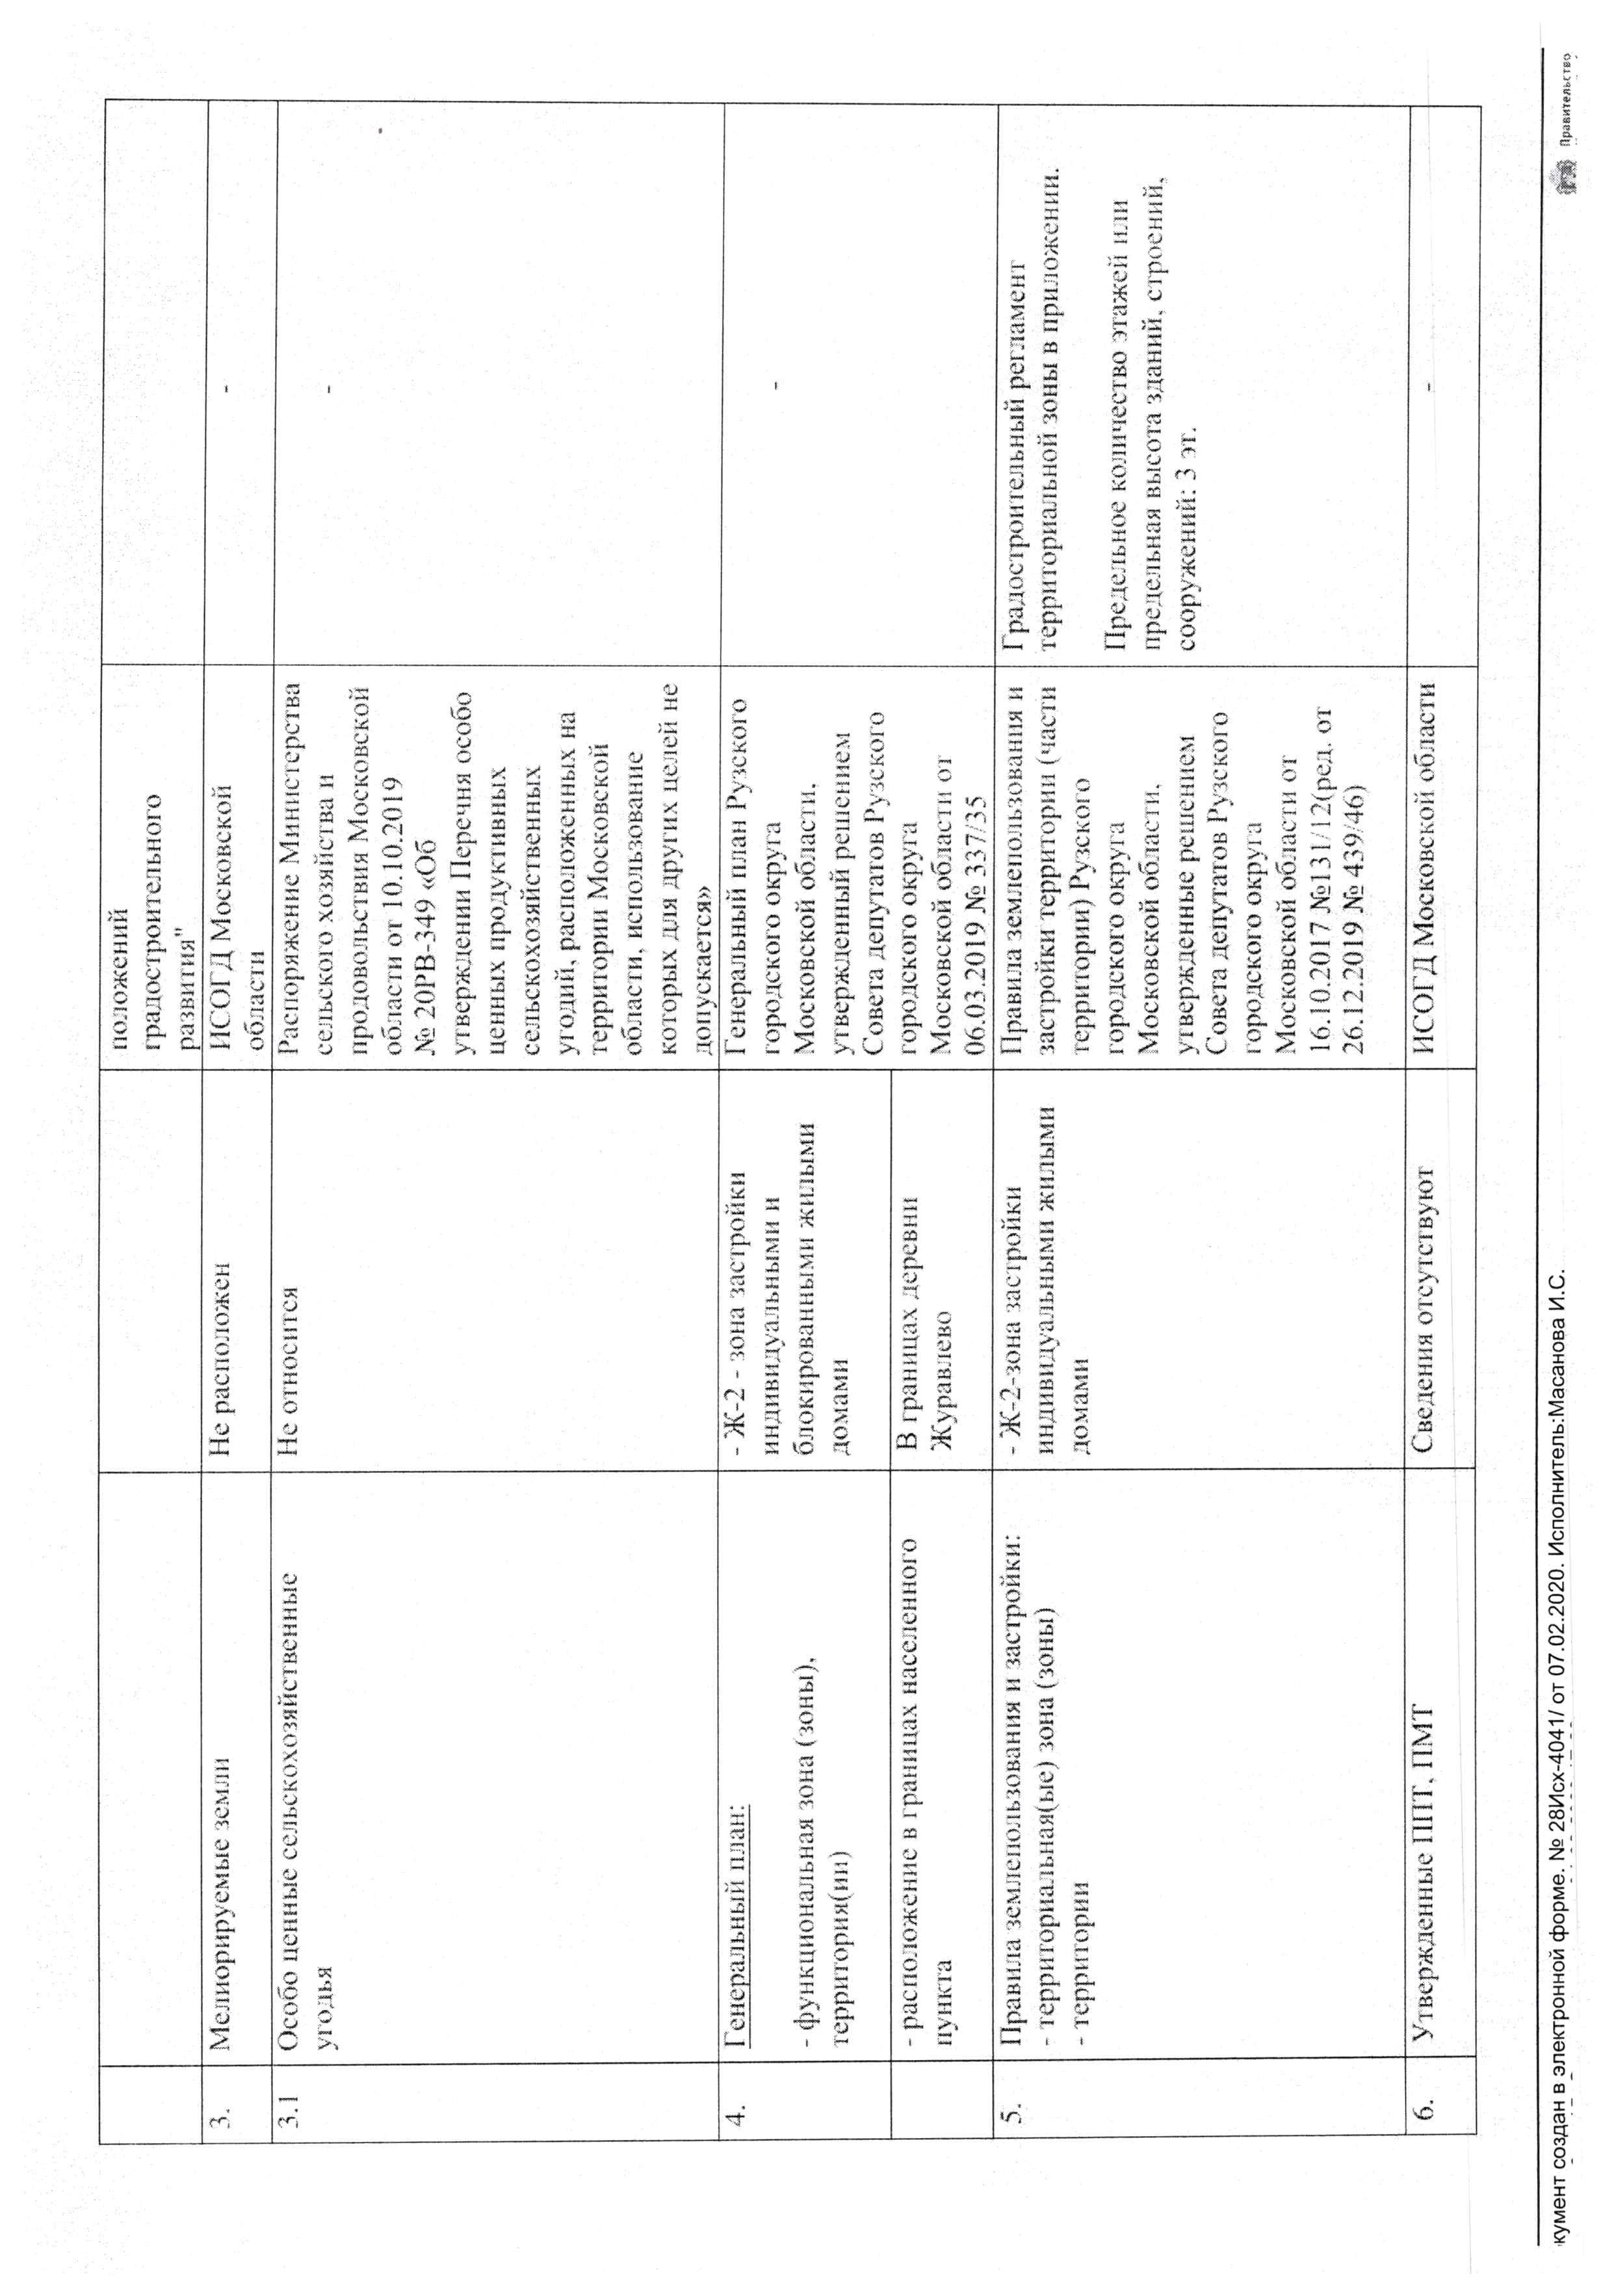 положений
градостроительного
развития"
3.
Мелиорируемые земли
Не расположен
ИСОГД Московской
области
-
3.1
Особо ценные сельскохозяйственные
угодья
Не относится
Распоряжение Министерства
сельского хозяйства и
продовольствия Московской
области от 10.10.2019
№ 20РВ-349 «Об
утверждении Перечня особо
ценных продуктивных
сельскохозяйственных
угодий, расположенных на
территории Московской
области, использование
которых для других целей не
допускается»
-
4.
Генеральный план:
- функциональная зона (зоны),
территория(ии)
- Ж-2 - зона застройки
индивидуальными и
блокированными жилыми
домами
- расположение в границах населенного
пункта
В границах деревни
Журавлево
Генеральный план Рузского
городского округа
Московской области,
утвержденный решением
Совета депутатов Рузского
городского округа
Московской области от
06.03.2019 № 337/35
-
5.
Правила землепользования и застройки:
- территориальная(ые) зона (зоны)
- территории
- Ж-2-зона застройки
индивидуальными жилыми
домами
Правила землепользования и
застройки территории (части
территории) Рузского
городского округа
Московской области,
утвержденные решением
Совета депутатов Рузского
городского округа
Московской области от
16.10.2017 №131/12(ред. от
26.12.2019 № 439/46)
Градостроительный регламент
территориальной зоны в приложении.
Предельное количество этажей или
предельная высота зданий, строений,
сооружений: 3 эт.
6.
Утвержденные ППТ, ПМТ
Сведения отсутствуют
ИСОГД Московской области
-
кумент создан в электронной форме. № 28Исх-4041/ от 07.02.2020. Исполнитель:Масанова И.С.
Правительство